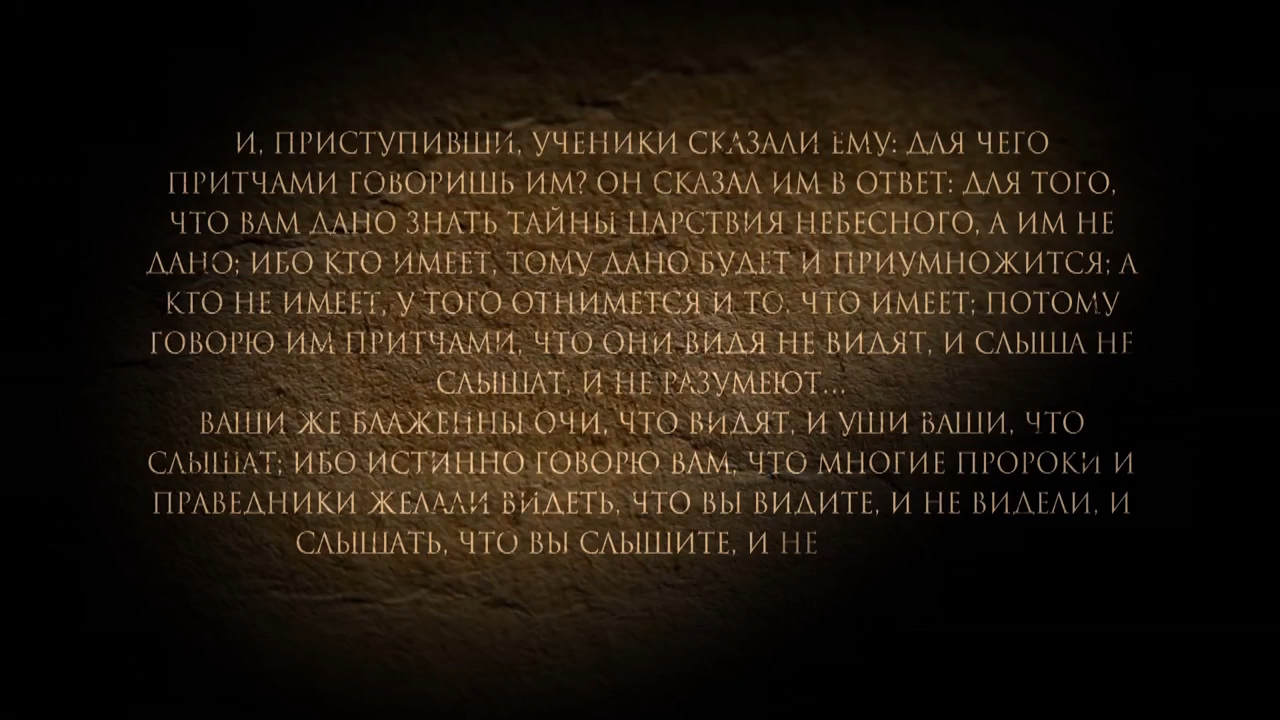 И, ПРИСТУПИВШИ, УЧЕНИКИ СКАЗАЛИ ЕМУ: ДЛЯ ЧЕГО
ПРИТЧАМИ ГОВОРИШЬ ИМ? ОН СКАЗАЛ ИМ В ОТВЕТ: ДЛЯ ТОГО,
ЧТО ВАМ ДАНО ЗНАТЬ ТАЙНЫ ЦАРСТВИЯ НЕБЕСНОГО, А ИМ НЕ
ДАНО; ИБО КТО ИМЕЕТ, ТОМУ ДАНО БУДЕТ И ПРИУМНОЖИТСЯ; А
КТО НЕ ИМЕЕТ, У ТОГО ОТНИМЕТСЯ И ТО, ЧТО ИМЕЕТ; ПОТОМУ
ГОВОРЮ ИМ ПРИТЧАМИ, ЧТО ОНИ ВИДЯ НЕ ВИДЯТ, И СЛЫША НЕ
СЛЫШАТ, И НЕ РАЗУМЕЮТ...
ВАШИ ЖЕ БЛАЖЕННЫ ОЧИ, ЧТО ВИДЯТ, И УШИ ВАШИ, ЧТО
СЛЫШАТ; ИБО ИСТИННО ГОВОРЮ ВАМ, ЧТО МНОГИЕ ПРОРОКИ И
ПРАВЕДНИКИ ЖЕЛАЛИ ВИДЕТЬ, ЧТО ВЫ ВИДИТЕ, И НЕ ВИДЕЛИ, И
СЛЫШАТЬ, ЧТО ВЫ СЛЫШИТЕ, И НЕ